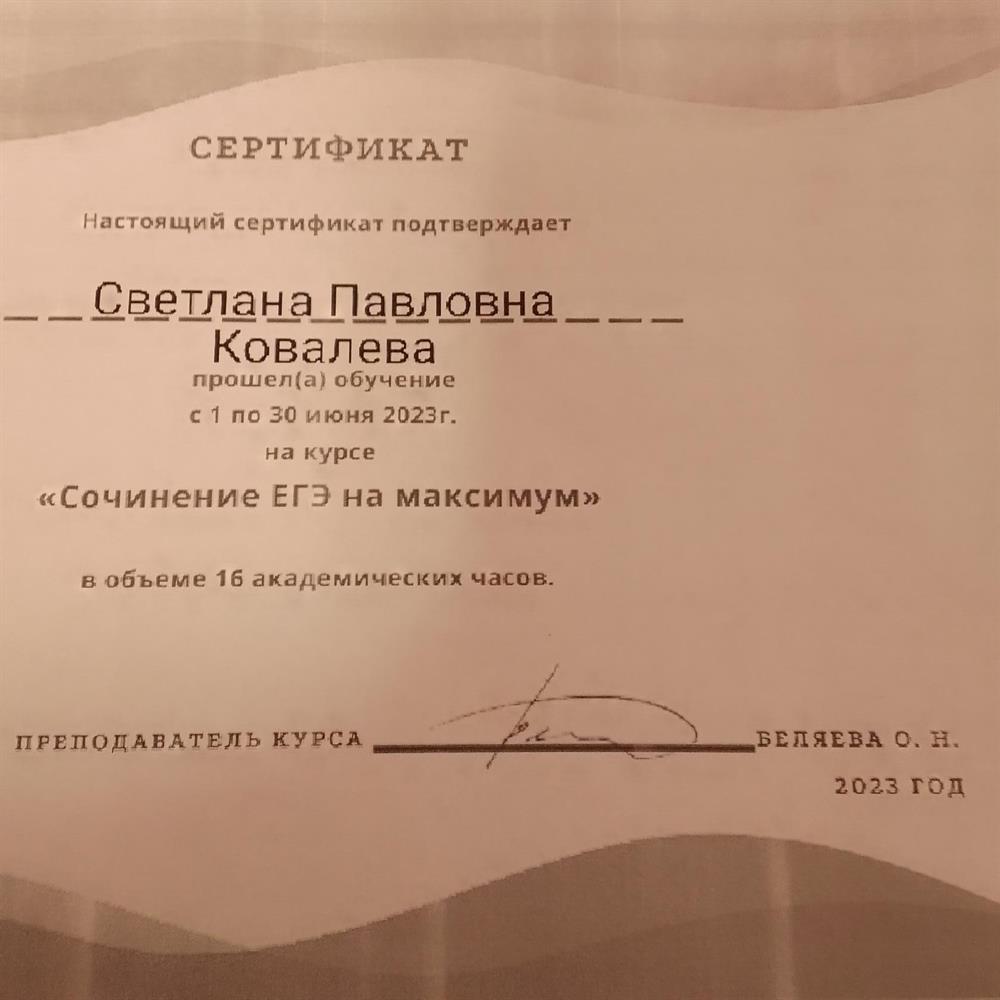 СЕРТИФИКАТ
Настоящий сертификат подтверждает
Светлана Павловна
Ковалева
прошел(а) обучение
с 1 по 30 июня 2023г.
на курсе
«Сочинение ЕГЭ на максимум»
в объеме 16 академических часов.
ПРЕПОДАВАТЕЛЬ КУРСА БЕЛЯЕВА О. Н.
2023 ГОД